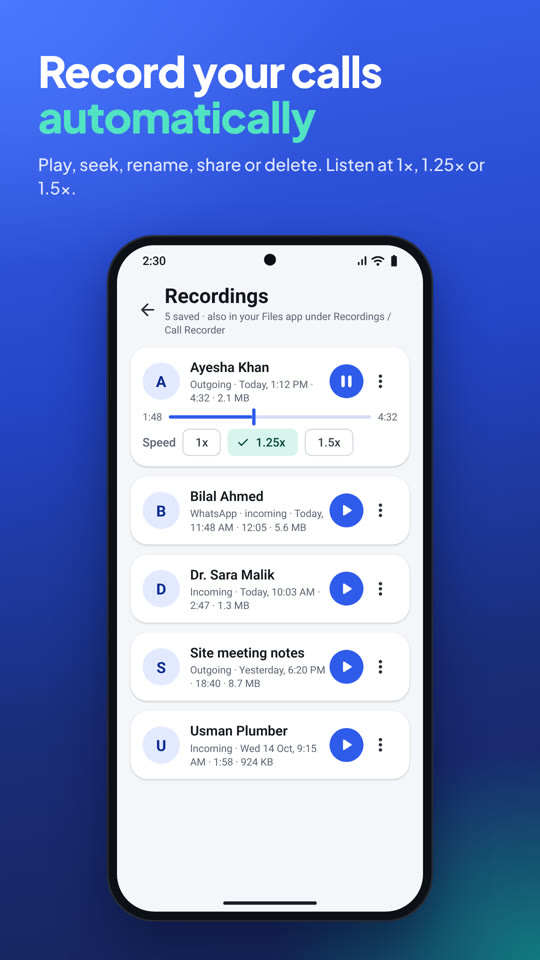 Record your calls
automatically
Play, seek, rename, share or delete. Listen at 1×, 1.25× or
1.5×.
2:30
Recordings
5 saved · also in your Files app under Recordings /
Call Recorder
A
Ayesha Khan
Outgoing · Today, 1:12 PM ·
4:32 · 2.1 MB
1:48
4:32
Speed
1x
1.25x
1.5x
B
Bilal Ahmed
WhatsApp · incoming · Today,
11:48 AM · 12:05 · 5.6 MB
D
Dr. Sara Malik
Incoming · Today, 10:03 AM ·
2:47 · 1.3 MB
S
Site meeting notes
Outgoing · Yesterday, 6:20 PM
· 18:40 · 8.7 MB
U
Usman Plumber
Incoming · Wed 14 Oct, 9:15
AM · 1:58 · 924 KB